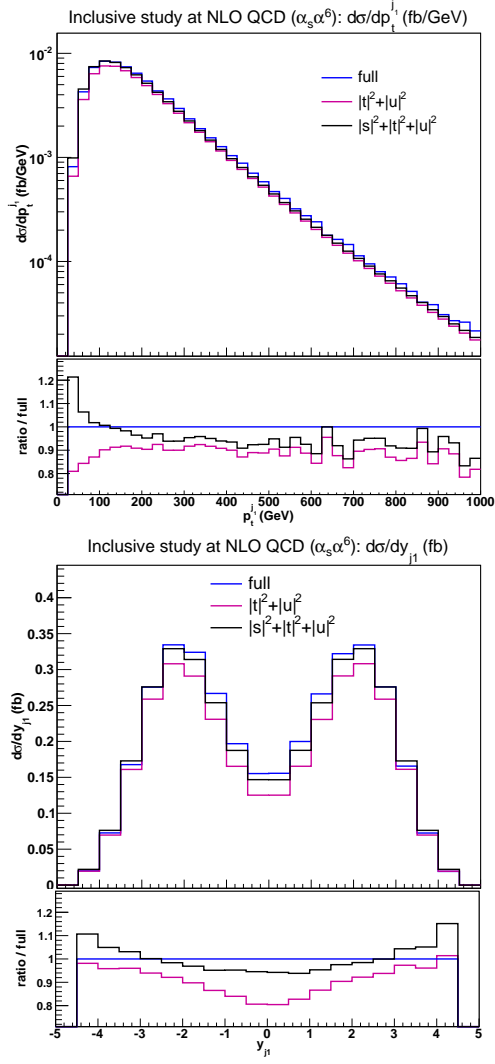 Inclusive study at NLO QCD (αₛα⁶): dσ/dpₜ^j₁ (fb/GeV)
full
|t|²+|u|²
|s|²+|t|²+|u|²
dσ/dpₜ^j₁ (fb/GeV)
10⁻²
10⁻³
10⁻⁴
ratio / full
1.2
1.1
1
0.9
0.8
0 100 200 300 400 500 600 700 800 900 1000
pₜ^j₁ (GeV)
Inclusive study at NLO QCD (αₛα⁶): dσ/dy_j1 (fb)
full
|t|²+|u|²
|s|²+|t|²+|u|²
dσ/dy_j1 (fb)
0.4
0.35
0.3
0.25
0.2
0.15
0.1
0.05
0
ratio / full
1.2
1.1
1
0.9
0.8
-5 -4 -3 -2 -1 0 1 2 3 4 5
y_j1